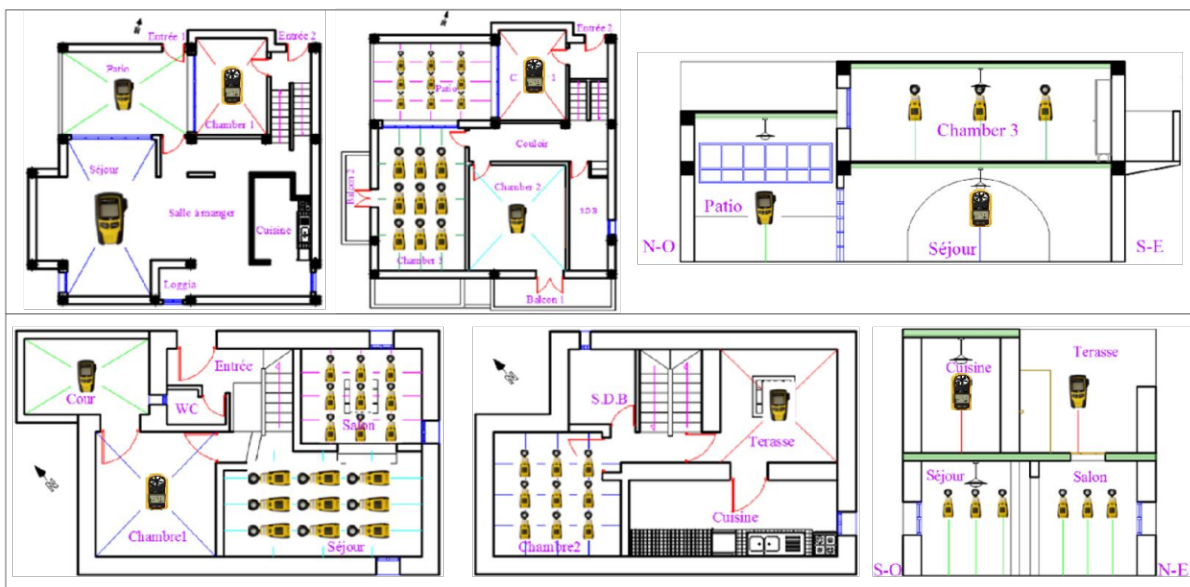 Entrée 1
Entrée 2
Patio
Chamber 1
Séjour
Salle à manger
Cuisine
Loggia
Entrée 2
Patio
C
1
Couloir
Balcon 2
Chamber 2
S.D.B
Chamber 3
Balcon 1
Chamber 3
Patio
N-O
Séjour
S-E
Entrée
Cour
WC
Salon
Chambre1
Séjour
S.D.B
Terasse
Cuisine
Chambre2
Cuisine
Terasse
Séjour
Salon
S-O
N-E